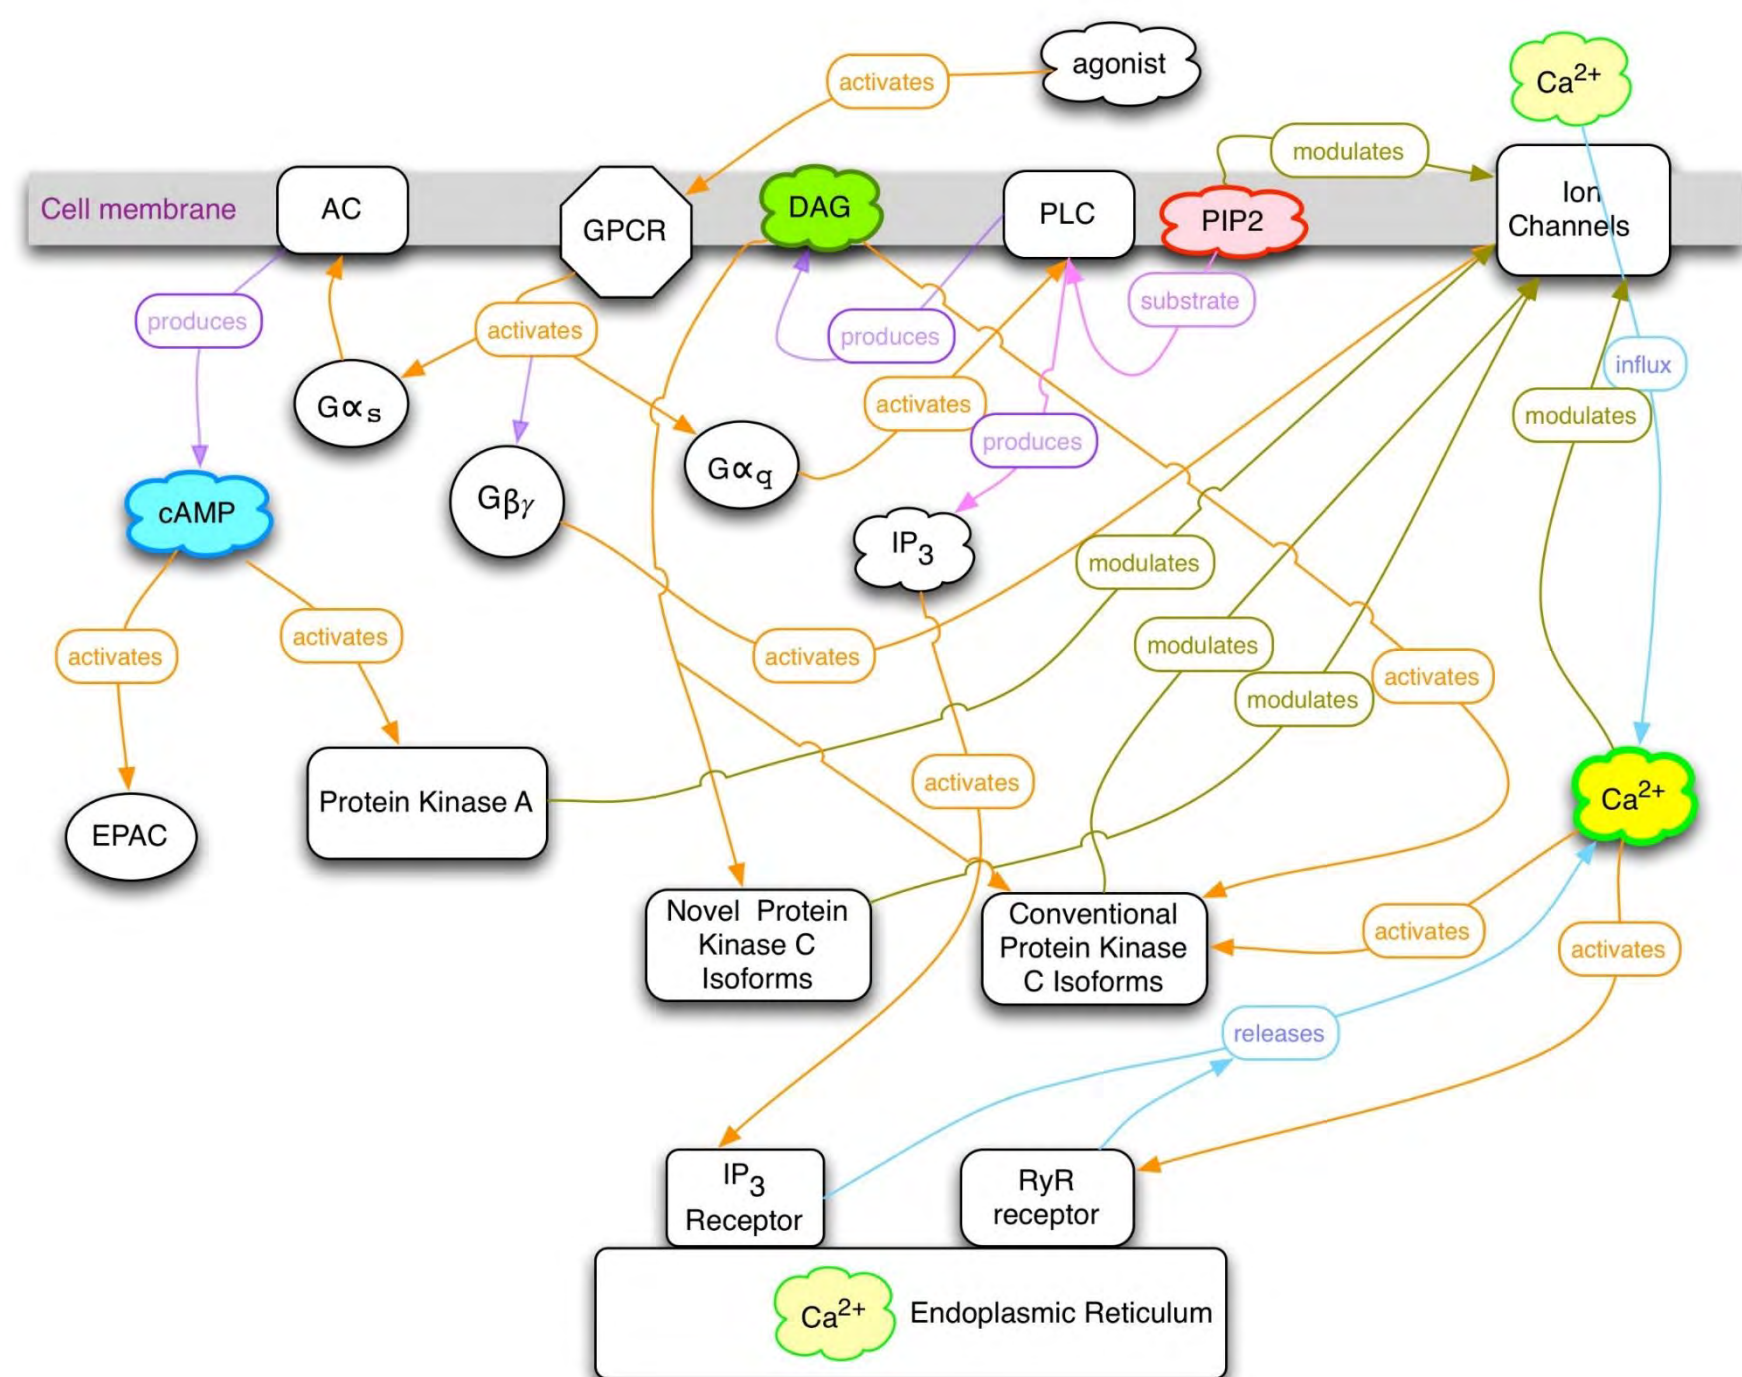 agonist
Ca2+
activates
modulates
Cell membrane
AC
GPCR
DAG
PLC
PIP2
Ion
Channels
produces
activates
produces
substrate
influx
G∝s
activates
modulates
produces
G∝q
cAMP
Gβγ
IP3
modulates
activates
activates
activates
modulates
activates
modulates
Protein Kinase A
activates
Ca2+
EPAC
Novel Protein
Kinase C
Isoforms
Conventional
Protein Kinase
C Isoforms
activates
activates
releases
IP3
Receptor
RyR
receptor
Ca2+
Endoplasmic Reticulum